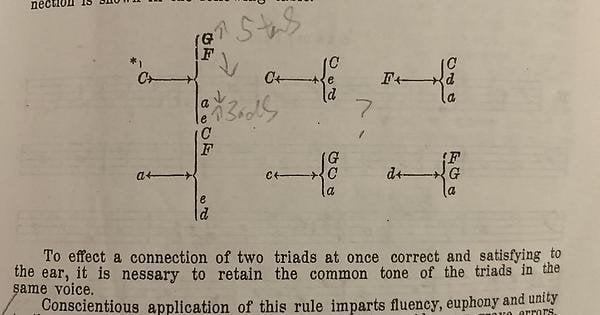 nection is shown in the following table.
G ↑ 5ths
F
*) C ↔ C ↔ e F ↔ d
C d C a
a ↓
e ↑ 3rds ?
C
F
G F
a ↔ c ↔ C d ↔ G
a a
e
d
To effect a connection of two triads at once correct and satisfying to
the ear, it is nessary to retain the common tone of the triads in the
same voice.
Conscientious application of this rule imparts fluency, euphony and unity
errors.